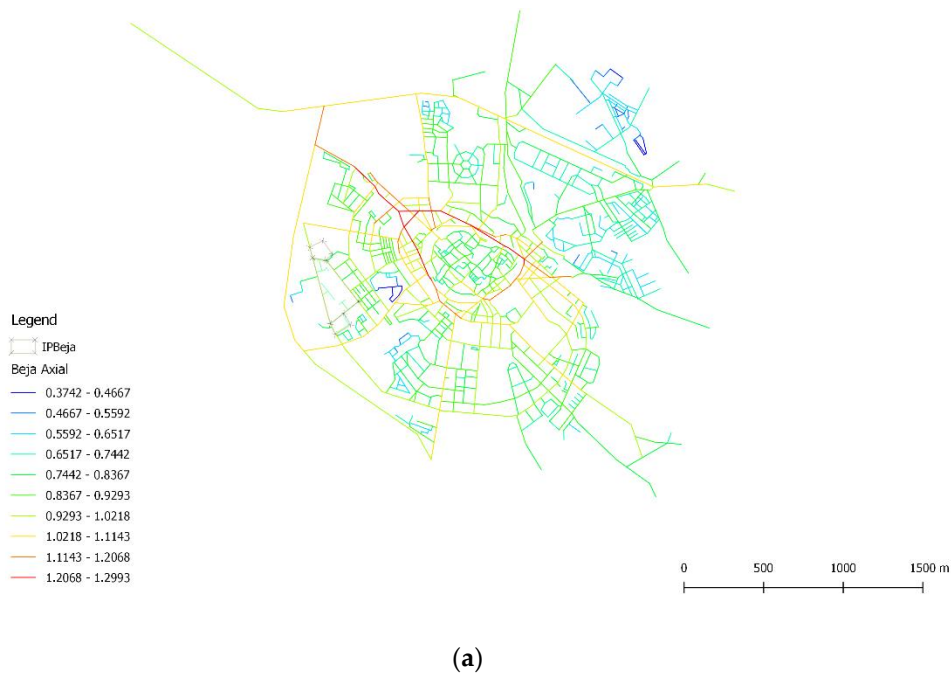 Legend
IPBeja
Beja Axial
0.3742 - 0.4667
0.4667 - 0.5592
0.5592 - 0.6517
0.6517 - 0.7442
0.7442 - 0.8367
0.8367 - 0.9293
0.9293 - 1.0218
1.0218 - 1.1143
1.1143 - 1.2068
1.2068 - 1.2993
0 500 1000 1500 m
(a)